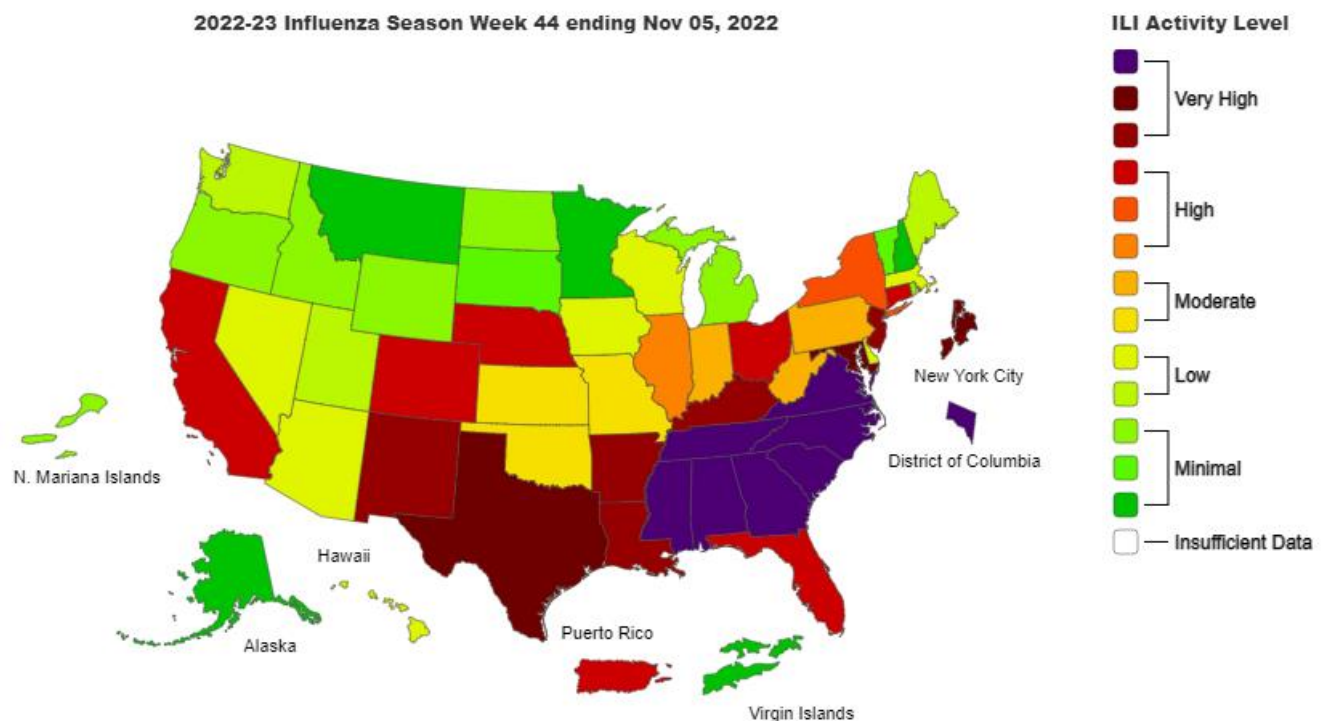 2022-23 Influenza Season Week 44 ending Nov 05, 2022
ILI Activity Level
Very High
High
Moderate
Low
Minimal
Insufficient Data
New York City
District of Columbia
N. Mariana Islands
Hawaii
Alaska
Puerto Rico
Virgin Islands